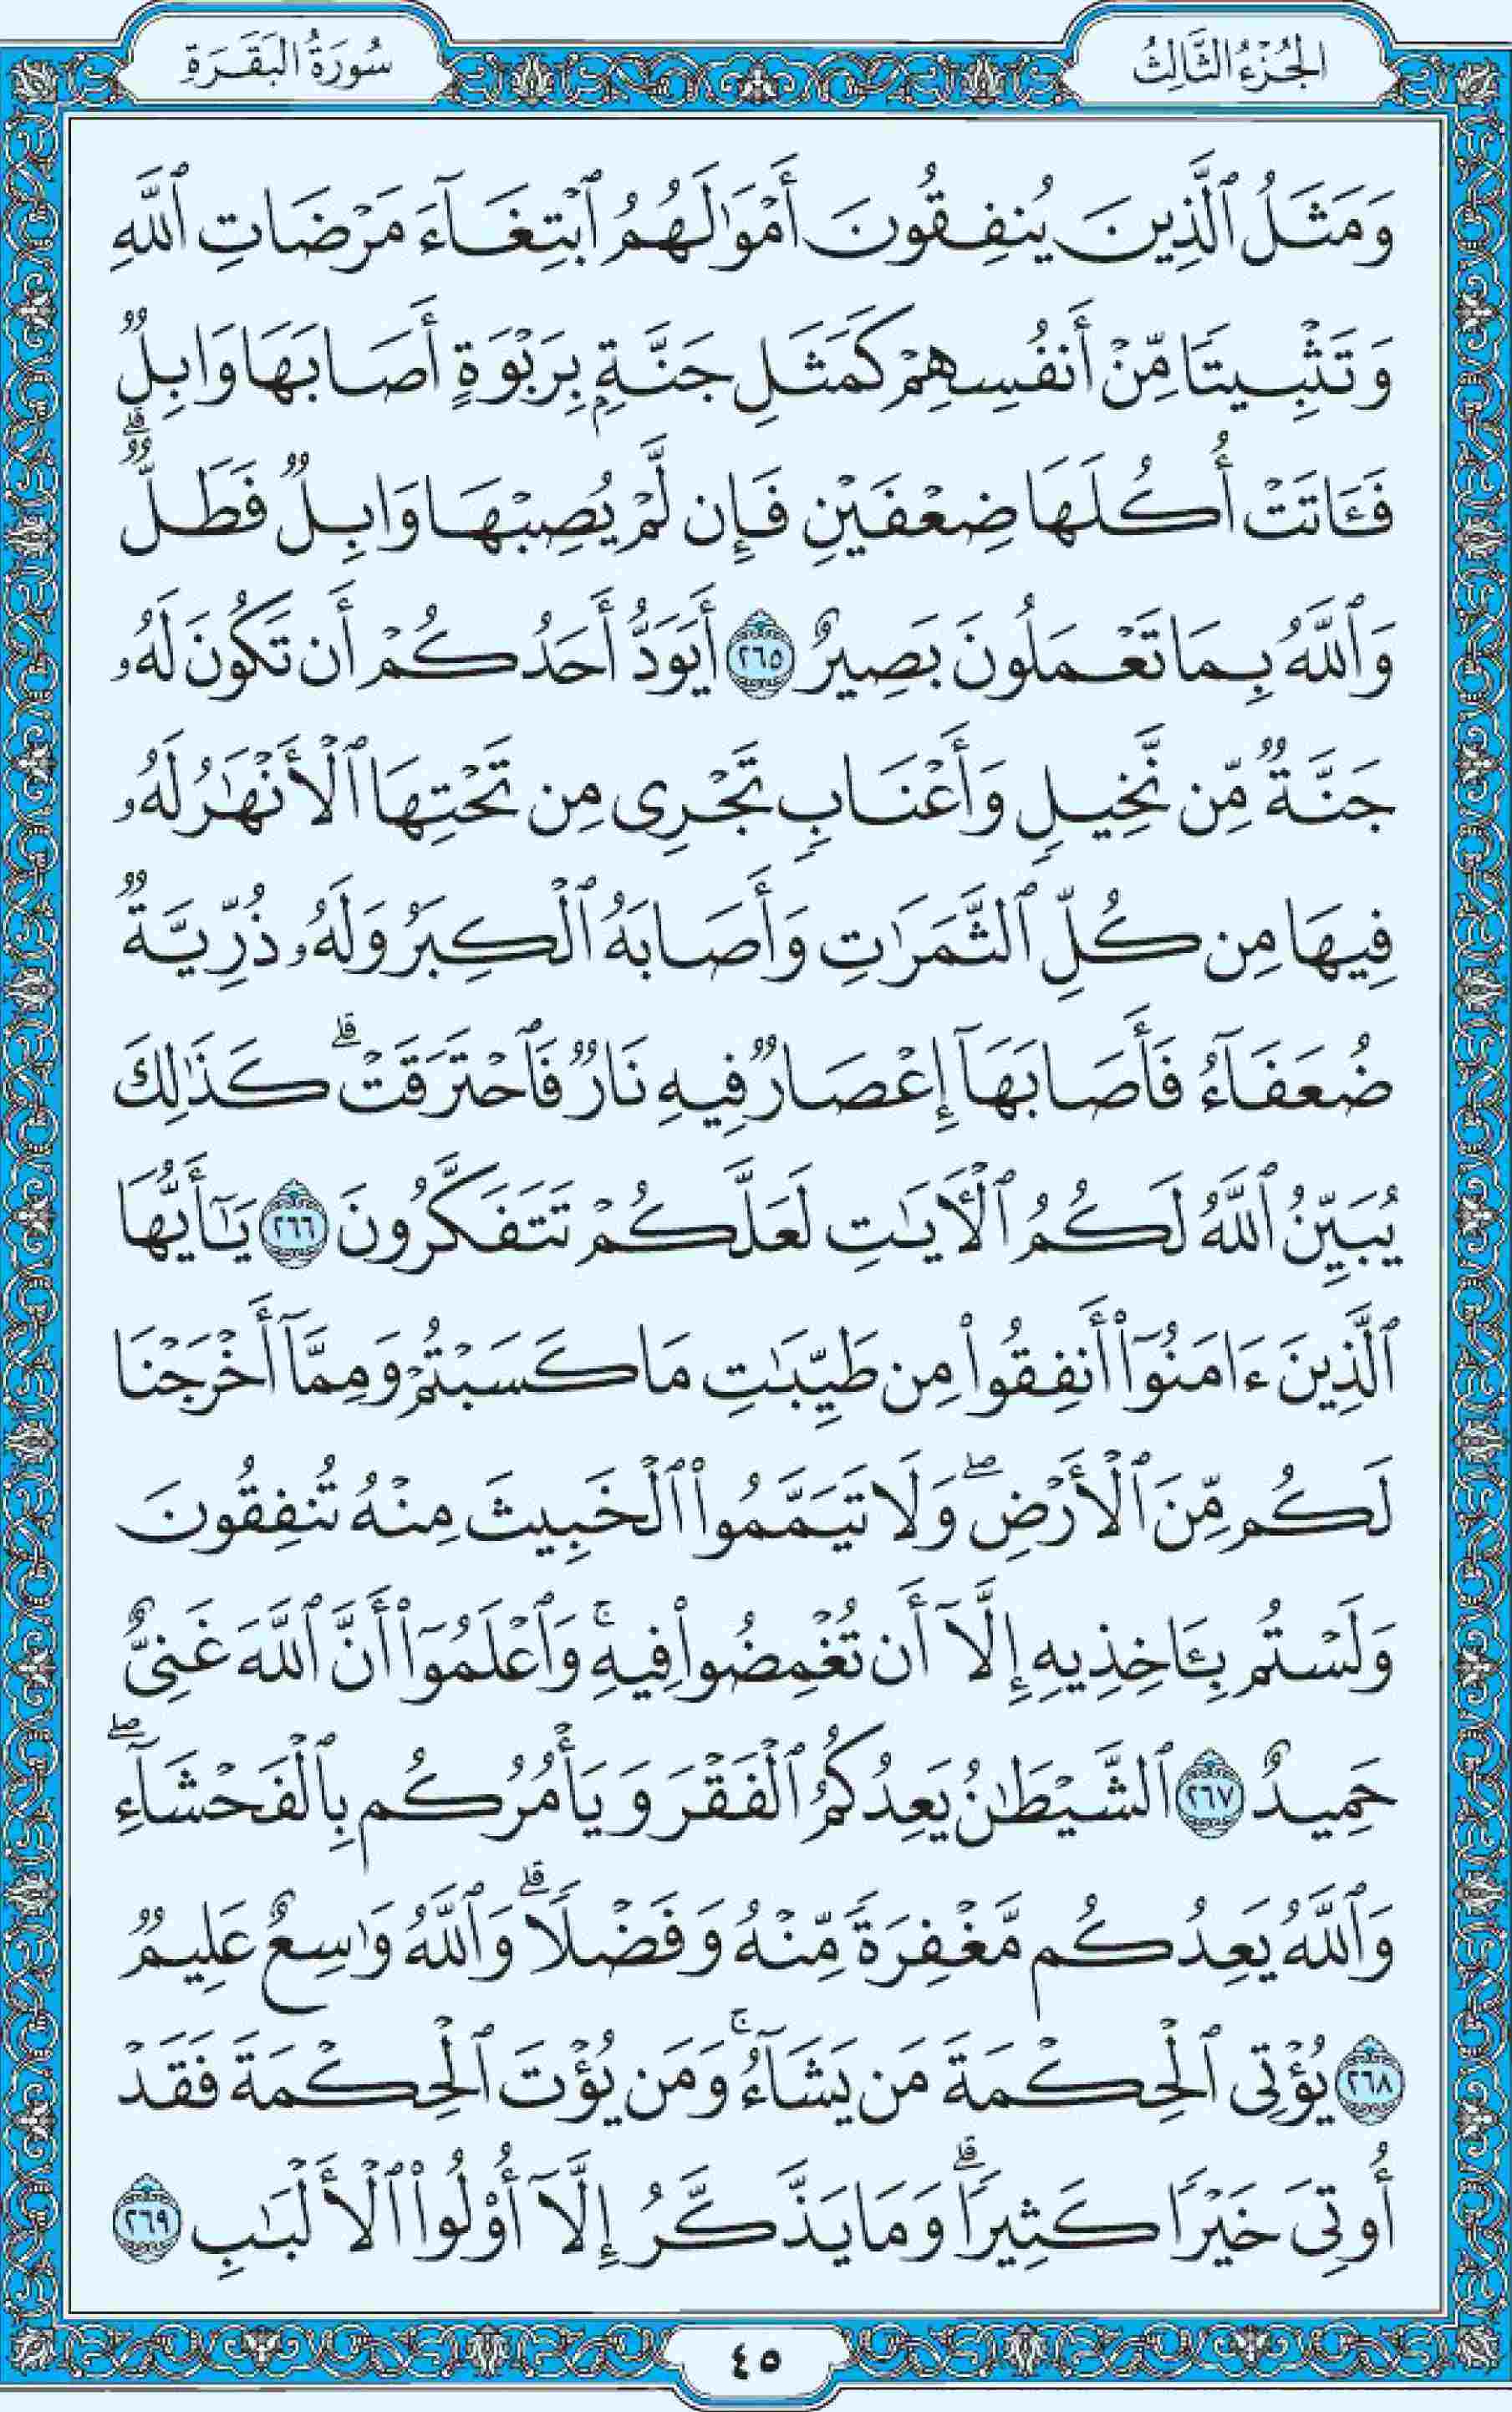 الجُزْءُ الثَّالِثُ
سُورَةُ البَقَرَةِ
وَمَثَلُ ٱلَّذِينَ يُنفِقُونَ أَمْوَٰلَهُمُ ٱبْتِغَآءَ مَرْضَاتِ ٱللَّهِ
وَتَثْبِيتًا مِّنْ أَنفُسِهِمْ كَمَثَلِ جَنَّةٍۭ بِرَبْوَةٍ أَصَابَهَا وَابِلٌ
فَـَٔاتَتْ أُكُلَهَا ضِعْفَيْنِ فَإِن لَّمْ يُصِبْهَا وَابِلٌ فَطَلٌّۗ
وَٱللَّهُ بِمَا تَعْمَلُونَ بَصِيرٌ ٢٦٥ أَيَوَدُّ أَحَدُكُمْ أَن تَكُونَ لَهُۥ
جَنَّةٌ مِّن نَّخِيلٍ وَأَعْنَابٍ تَجْرِى مِن تَحْتِهَا ٱلْأَنْهَٰرُ لَهُۥ
فِيهَا مِن كُلِّ ٱلثَّمَرَٰتِ وَأَصَابَهُ ٱلْكِبَرُ وَلَهُۥ ذُرِّيَّةٌ
ضُعَفَآءُ فَأَصَابَهَآ إِعْصَارٌ فِيهِ نَارٌ فَٱحْتَرَقَتْۗ كَذَٰلِكَ
يُبَيِّنُ ٱللَّهُ لَكُمُ ٱلْـَٔايَٰتِ لَعَلَّكُمْ تَتَفَكَّرُونَ ٢٦٦ يَٰٓأَيُّهَا
ٱلَّذِينَ ءَامَنُوٓا۟ أَنفِقُوا۟ مِن طَيِّبَٰتِ مَا كَسَبْتُمْ وَمِمَّآ أَخْرَجْنَا
لَكُم مِّنَ ٱلْأَرْضِۖ وَلَا تَيَمَّمُوا۟ ٱلْخَبِيثَ مِنْهُ تُنفِقُونَ
وَلَسْتُم بِـَٔاخِذِيهِ إِلَّآ أَن تُغْمِضُوا۟ فِيهِۚ وَٱعْلَمُوٓا۟ أَنَّ ٱللَّهَ غَنِىٌّ
حَمِيدٌ ٢٦٧ ٱلشَّيْطَٰنُ يَعِدُكُمُ ٱلْفَقْرَ وَيَأْمُرُكُم بِٱلْفَحْشَآءِۖ
وَٱللَّهُ يَعِدُكُم مَّغْفِرَةً مِّنْهُ وَفَضْلًاۗ وَٱللَّهُ وَٰسِعٌ عَلِيمٌ
٢٦٨ يُؤْتِى ٱلْحِكْمَةَ مَن يَشَآءُۚ وَمَن يُؤْتَ ٱلْحِكْمَةَ فَقَدْ
أُوتِىَ خَيْرًا كَثِيرًاۗ وَمَا يَذَّكَّرُ إِلَّآ أُو۟لُوا۟ ٱلْأَلْبَٰبِ ٢٦٩
٤٥